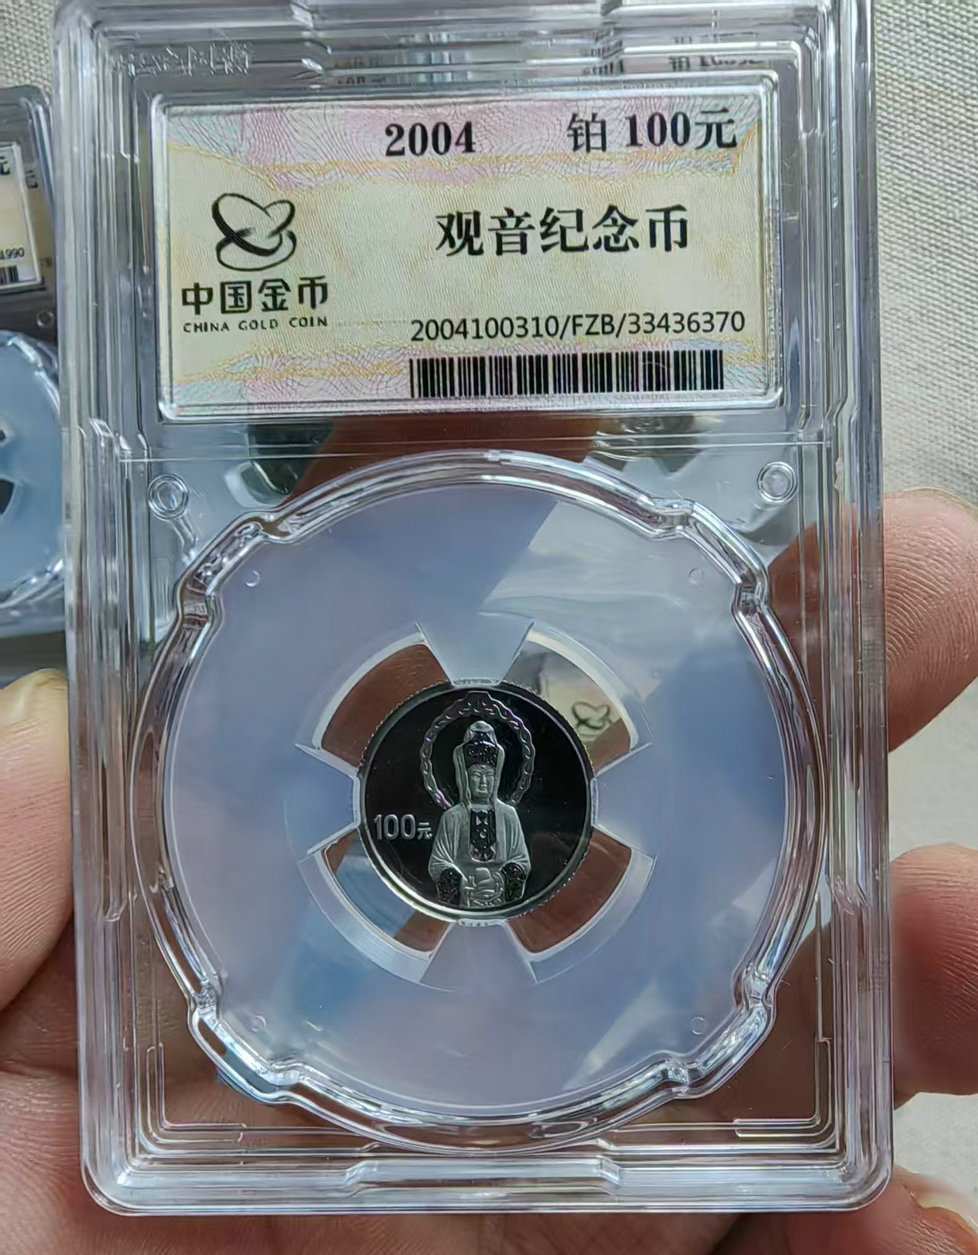 2004 铂 100元
观音纪念币
中国金币
CHINA GOLD COIN
2004100310/FZB/33436370
100元